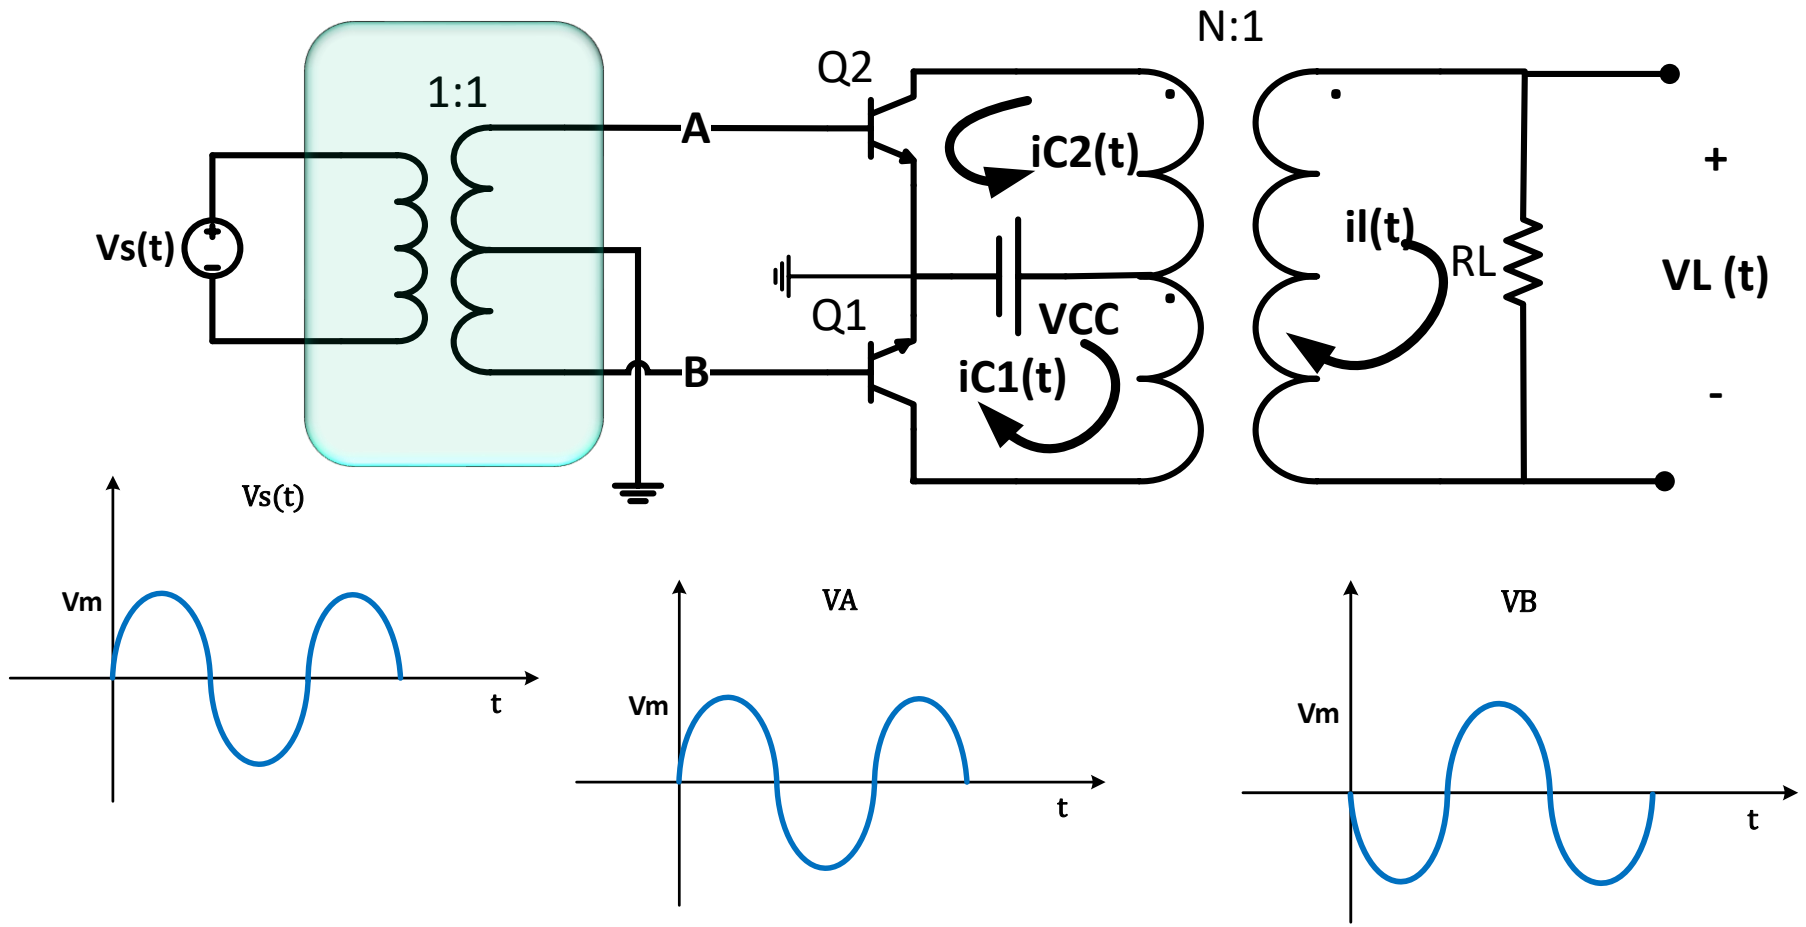 N:1
Q2
1:1
A
iC2(t)
+
Vs(t)
+
-
il(t)
RL
VL (t)
Q1
VCC
B
iC1(t)
-
Vs(t)
Vm
t
VA
Vm
t
VB
Vm
t